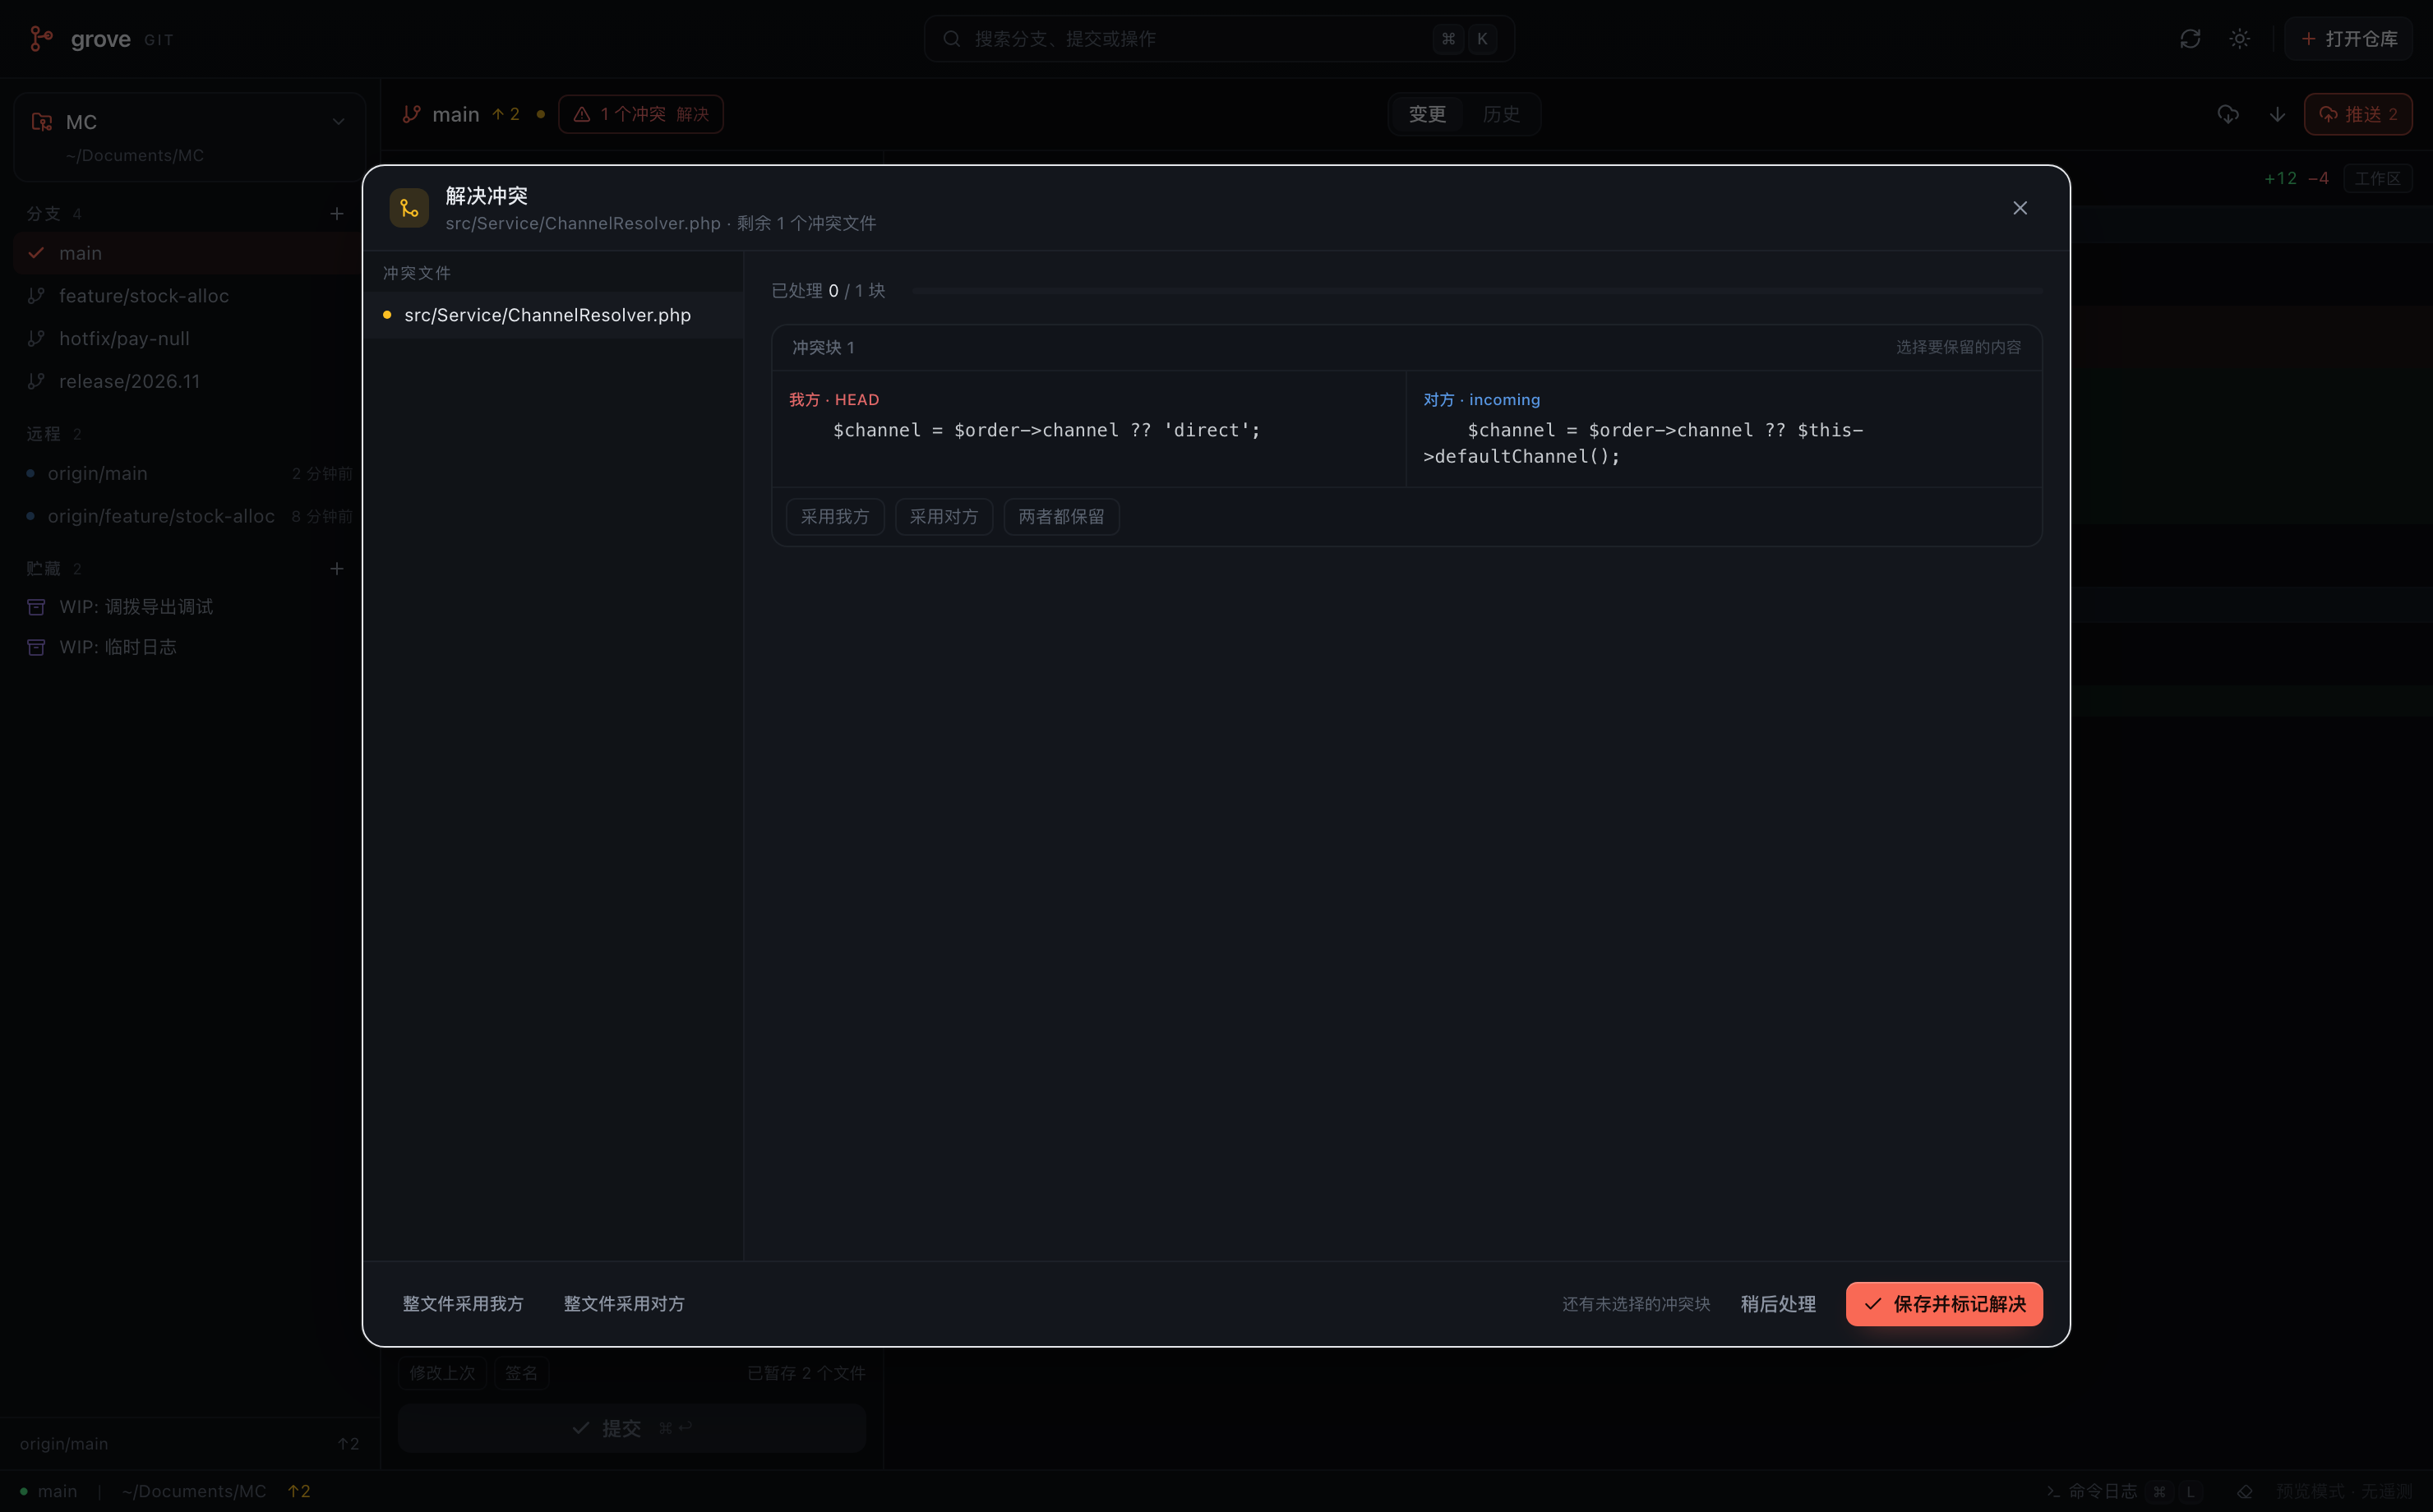 grove GIT
搜索分支、提交或操作 ⌘ K
打开仓库
MC
~/Documents/MC
main ↑ 2
1 个冲突 解决
变更 历史
推送 2
+12 −4 工作区
分支 4
main
feature/stock-alloc
hotfix/pay-null
release/2026.11
远程 2
origin/main 2 分钟前
origin/feature/stock-alloc 8 分钟前
贮藏 2
WIP: 调拨导出调试
WIP: 临时日志
解决冲突
src/Service/ChannelResolver.php · 剩余 1 个冲突文件
冲突文件
src/Service/ChannelResolver.php
已处理 0 / 1 块
冲突块 1 选择要保留的内容
我方 · HEAD
$channel = $order->channel ?? 'direct';
对方 · incoming
$channel = $order->channel ?? $this-
>defaultChannel();
采用我方 采用对方 两者都保留
整文件采用我方 整文件采用对方
还有未选择的冲突块 稍后处理 保存并标记解决
修改上次 签名 已暂存 2 个文件
提交 ⌘ ↩
origin/main ↑2
main | ~/Documents/MC ↑2
命令日志 ⌘ L 预览模式 · 无遥测